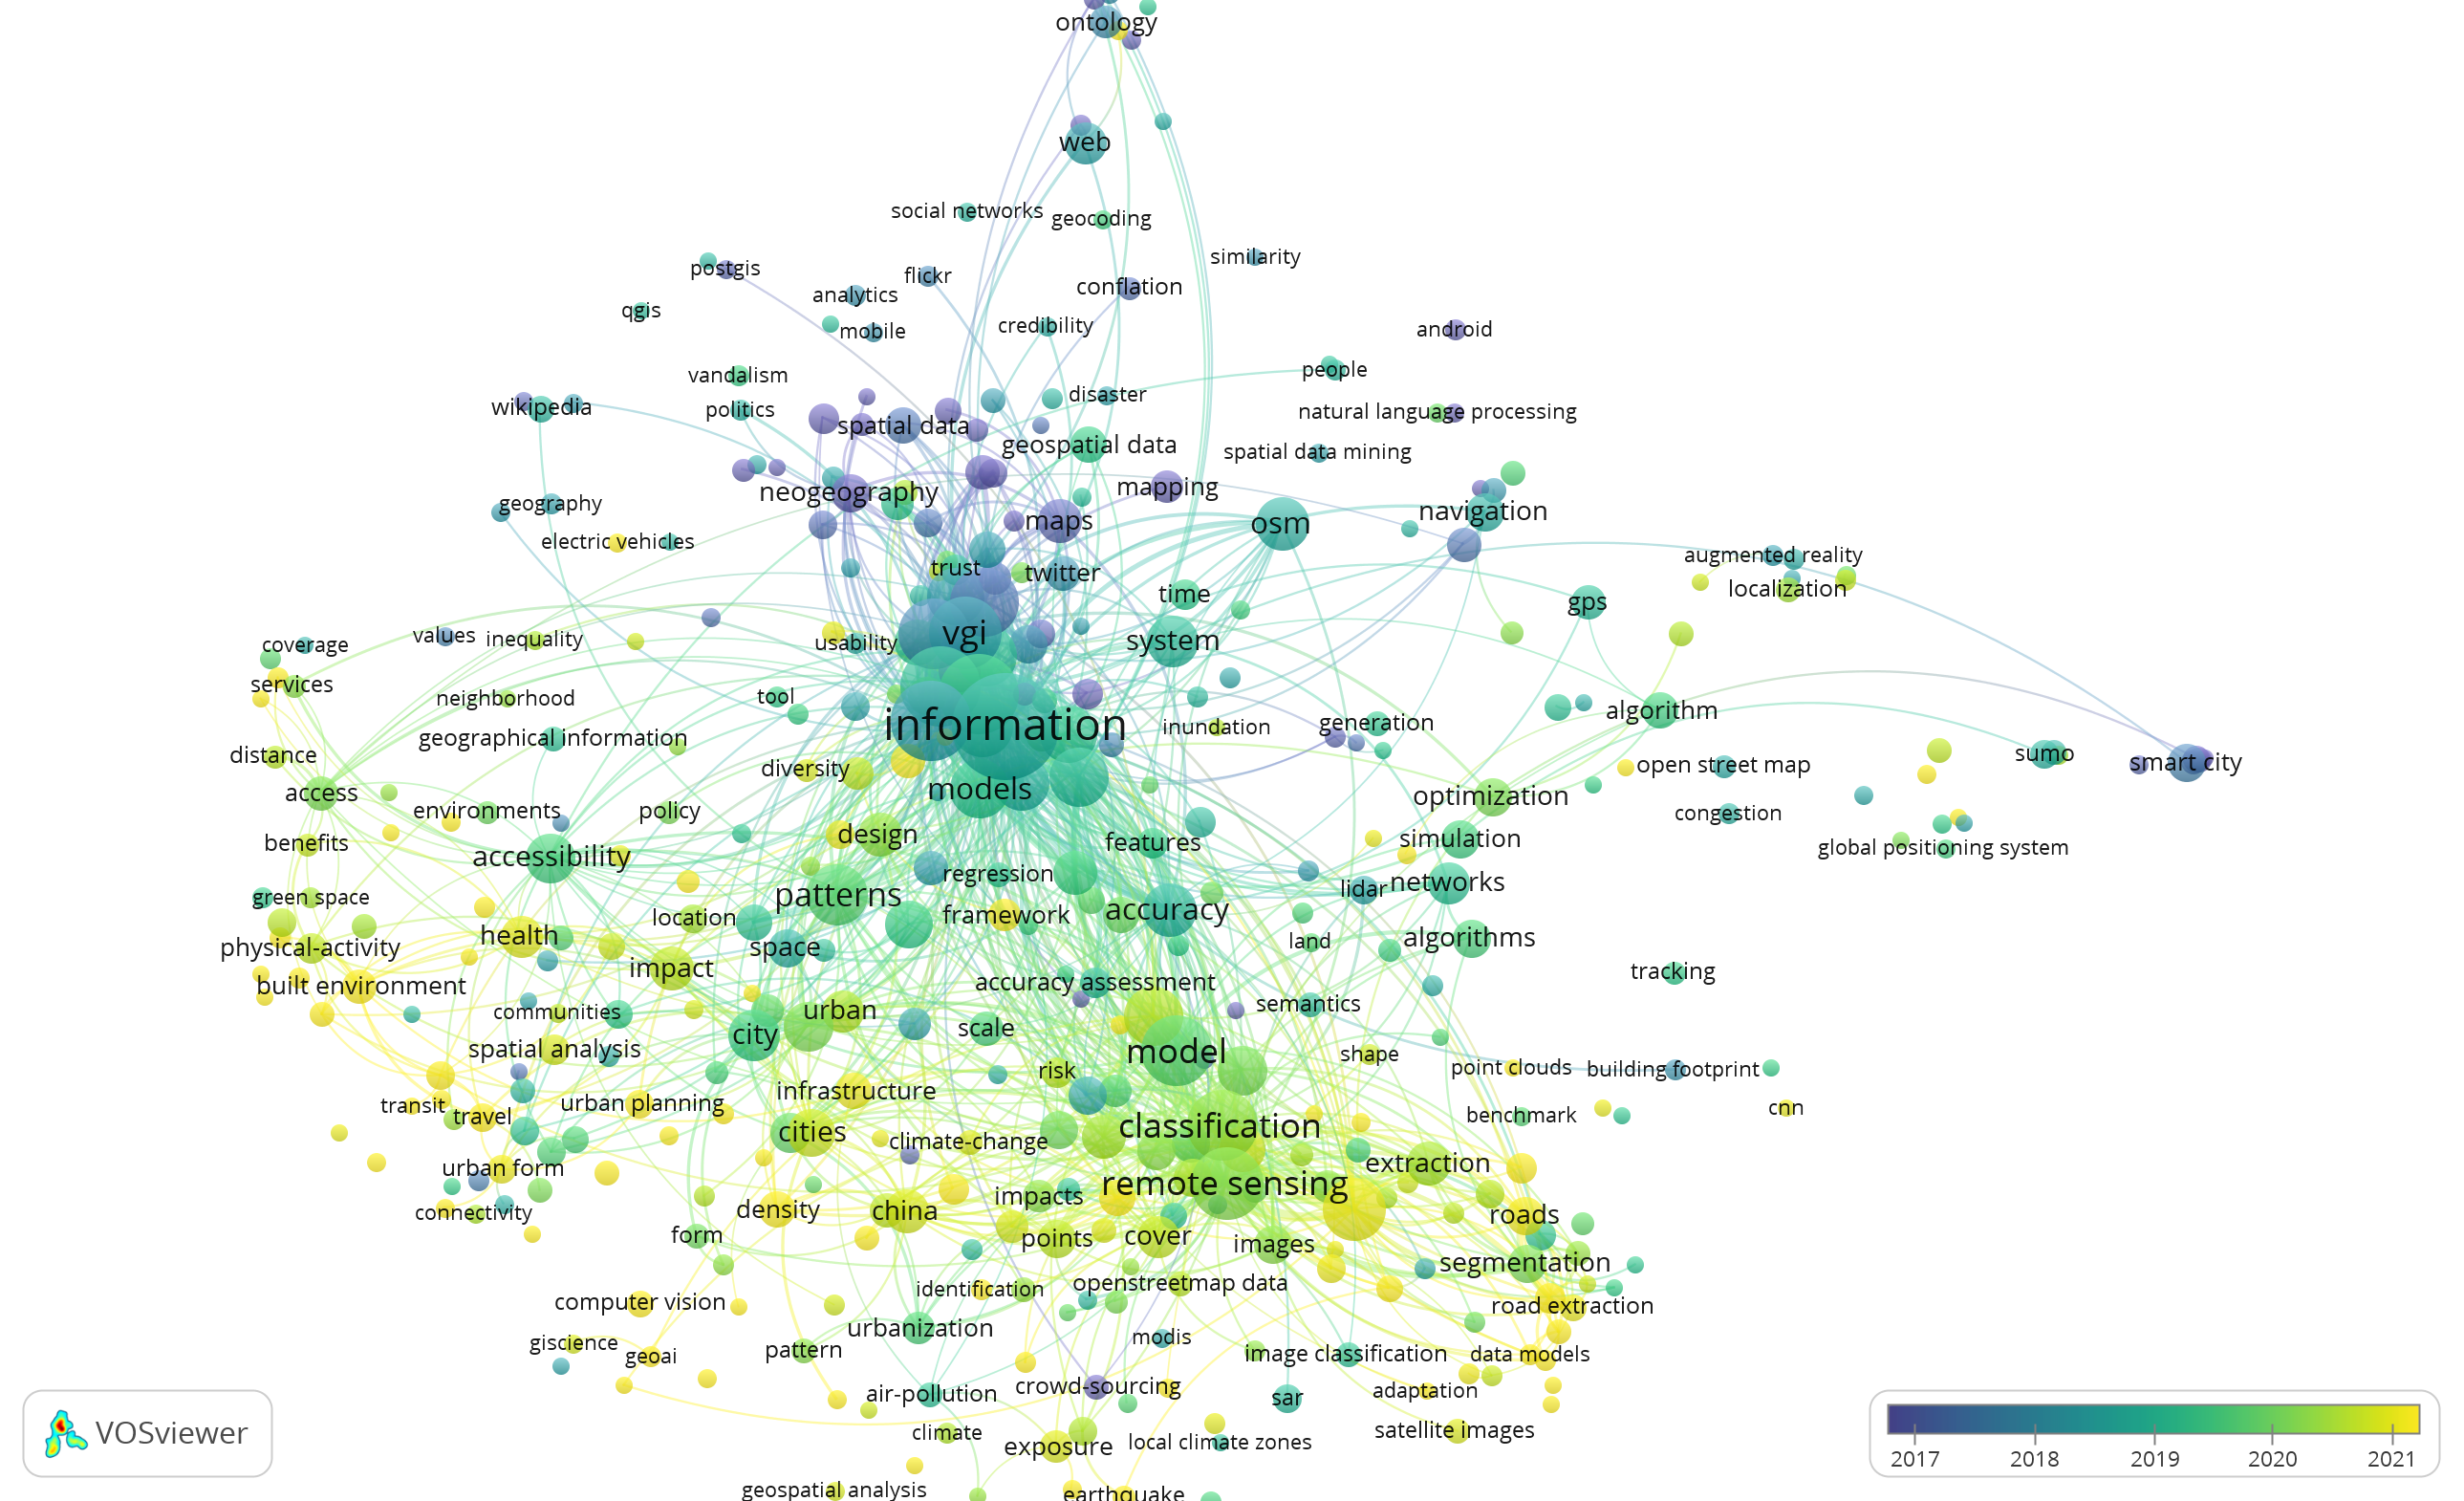 ontology
web
social networks
geocoding
similarity
postgis
flickr
conflation
analytics
qgis
mobile
credibility
android
vandalism
people
disaster
wikipedia
politics
natural language processing
spatial data
geospatial data
spatial data mining
neogeography
mapping
geography
maps
osm
navigation
electric vehicles
augmented reality
trust
twitter
localization
time
gps
coverage
values
inequality
usability
vgi
system
services
neighborhood
tool
information
inundation
generation
algorithm
geographical information
distance
diversity
open street map
sumo
smart city
access
models
optimization
environments
policy
congestion
benefits
design
features
simulation
global positioning system
accessibility
regression
lidar
networks
green space
patterns
location
framework
accuracy
health
physical-activity
space
land
algorithms
impact
tracking
built environment
accuracy assessment
semantics
communities
urban
city
scale
spatial analysis
model
shape
risk
point clouds
building footprint
infrastructure
transit
travel
urban planning
benchmark
cnn
cities
climate-change
classification
urban form
extraction
remote sensing
impacts
connectivity
density
china
roads
form
points
cover
images
segmentation
identification
openstreetmap data
computer vision
road extraction
urbanization
giscience
geoai
pattern
modis
image classification
data models
air-pollution
crowd-sourcing
sar
adaptation
climate
exposure
local climate zones
satellite images
geospatial analysis
earthquake
VOSviewer
2017 2018 2019 2020 2021